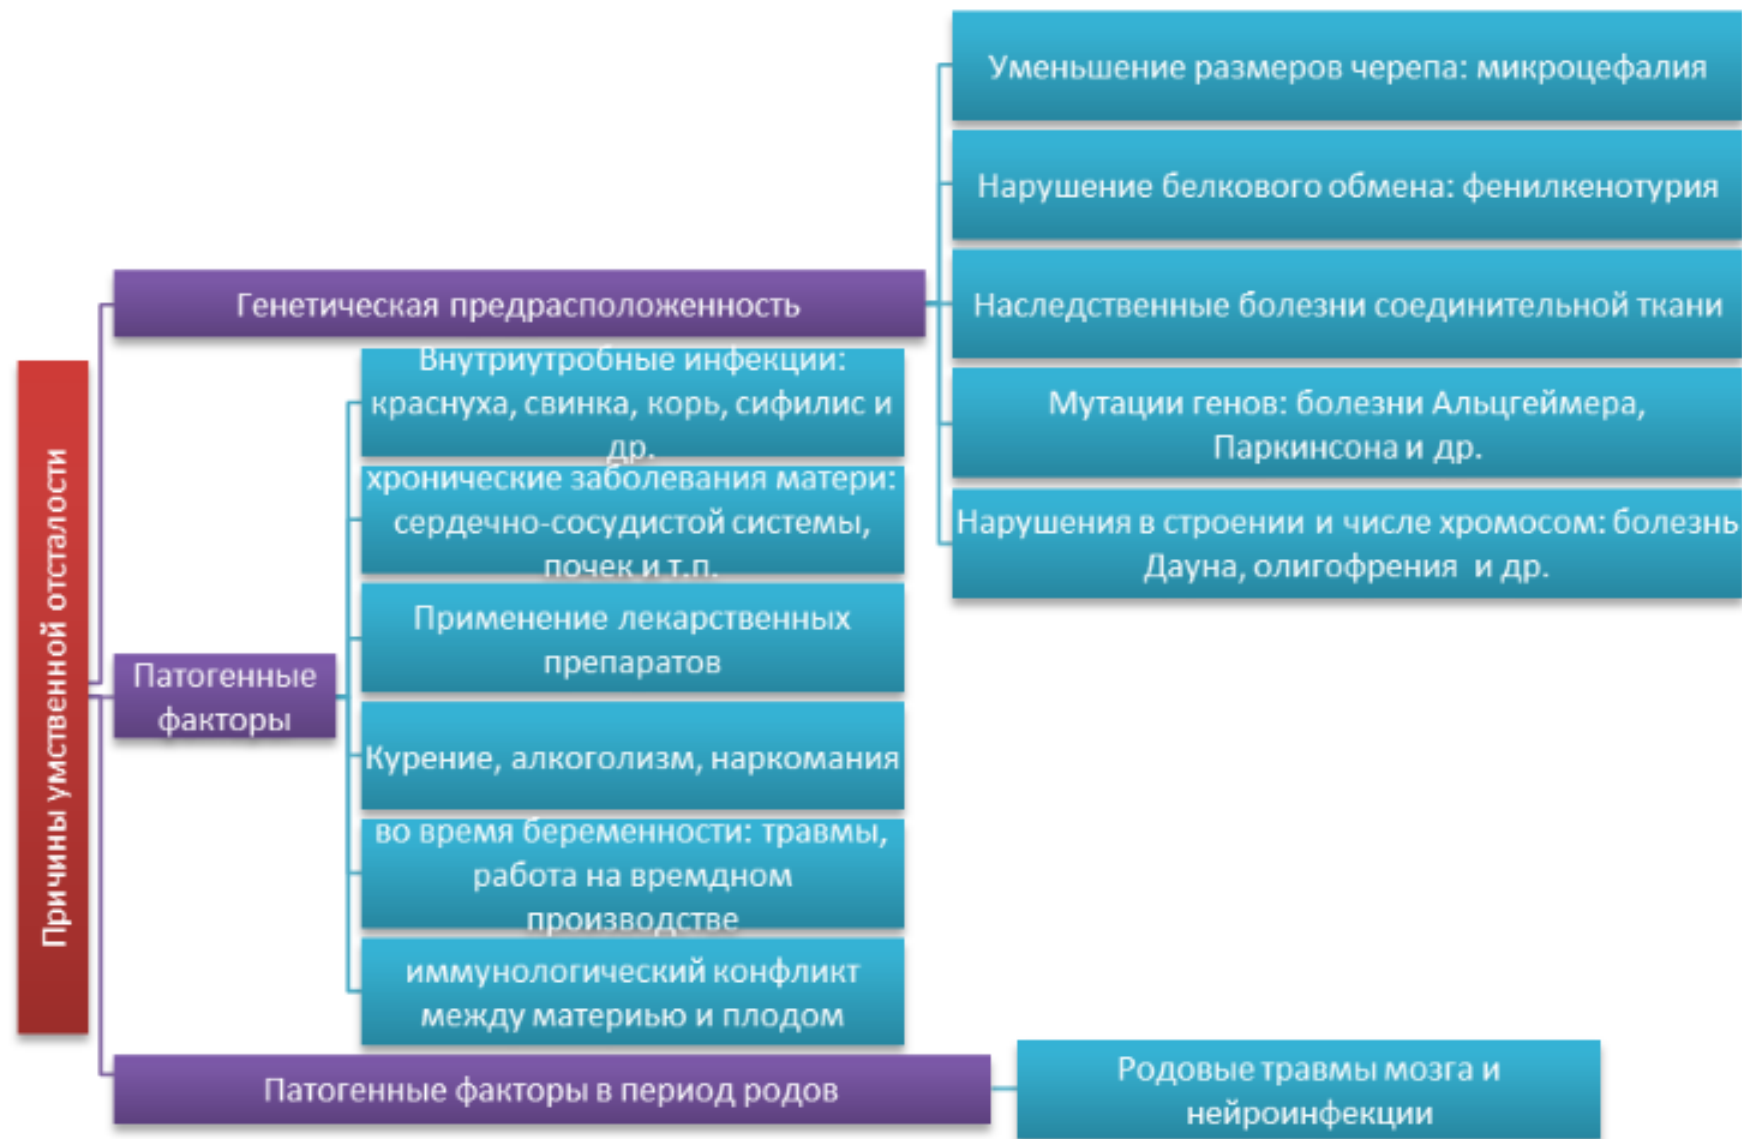 Причины умственной отсталости
Генетическая предрасположенность
Уменьшение размеров черепа: микроцефалия
Нарушение белкового обмена: фенилкенотурия
Наследственные болезни соединительной ткани
Мутации генов: болезни Альцгеймера,
Паркинсона и др.
Нарушения в строении и числе хромосом: болезнь
Дауна, олигофрения и др.
Патогенные
факторы
Внутриутробные инфекции:
краснуха, свинка, корь, сифилис и
др.
хронические заболевания матери:
сердечно-сосудистой системы,
почек и т.п.
Применение лекарственных
препаратов
Курение, алкоголизм, наркомания
во время беременности: травмы,
работа на времдном
производстве
иммунологический конфликт
между материью и плодом
Патогенные факторы в период родов
Родовые травмы мозга и
нейроинфекции